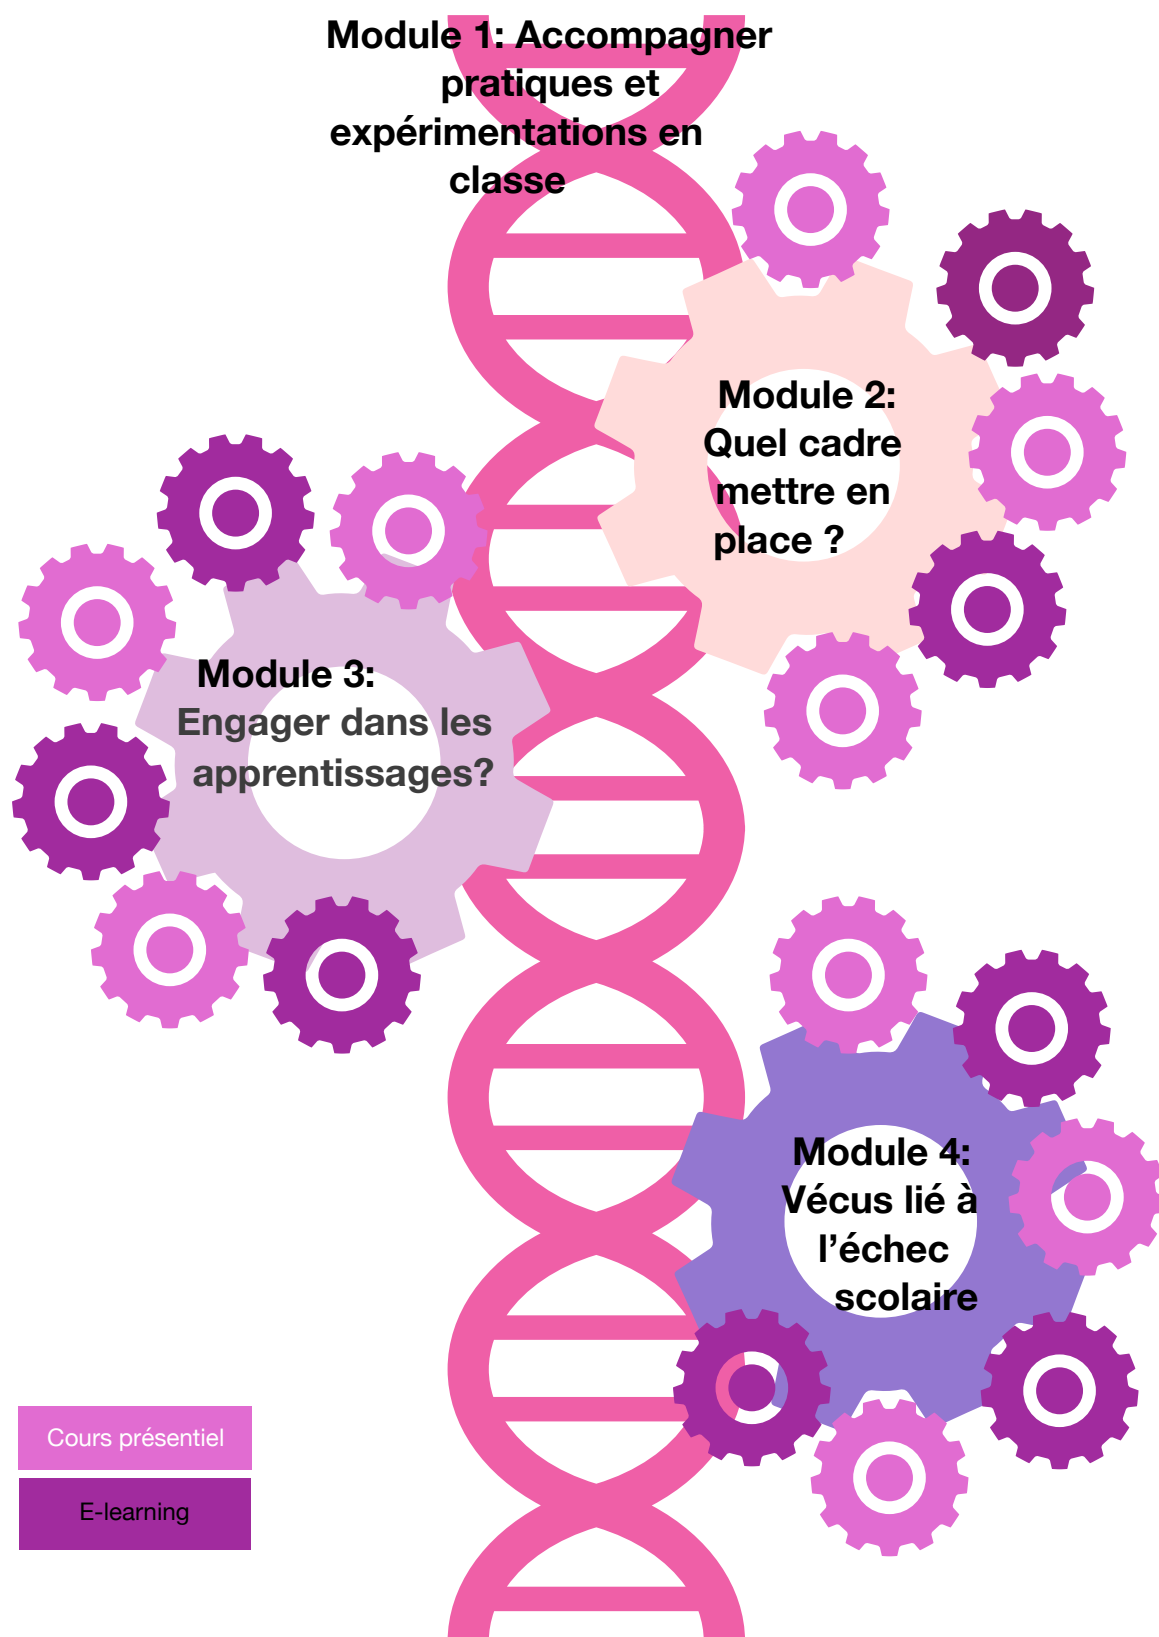 Module 1: Accompagner
pratiques et
expérimentations en
classe
Module 2:
Quel cadre
mettre en
place ?
Module 3:
Engager dans les
apprentissages?
Module 4:
Vécus lié à
l’échec
scolaire
Cours présentiel
E-learning